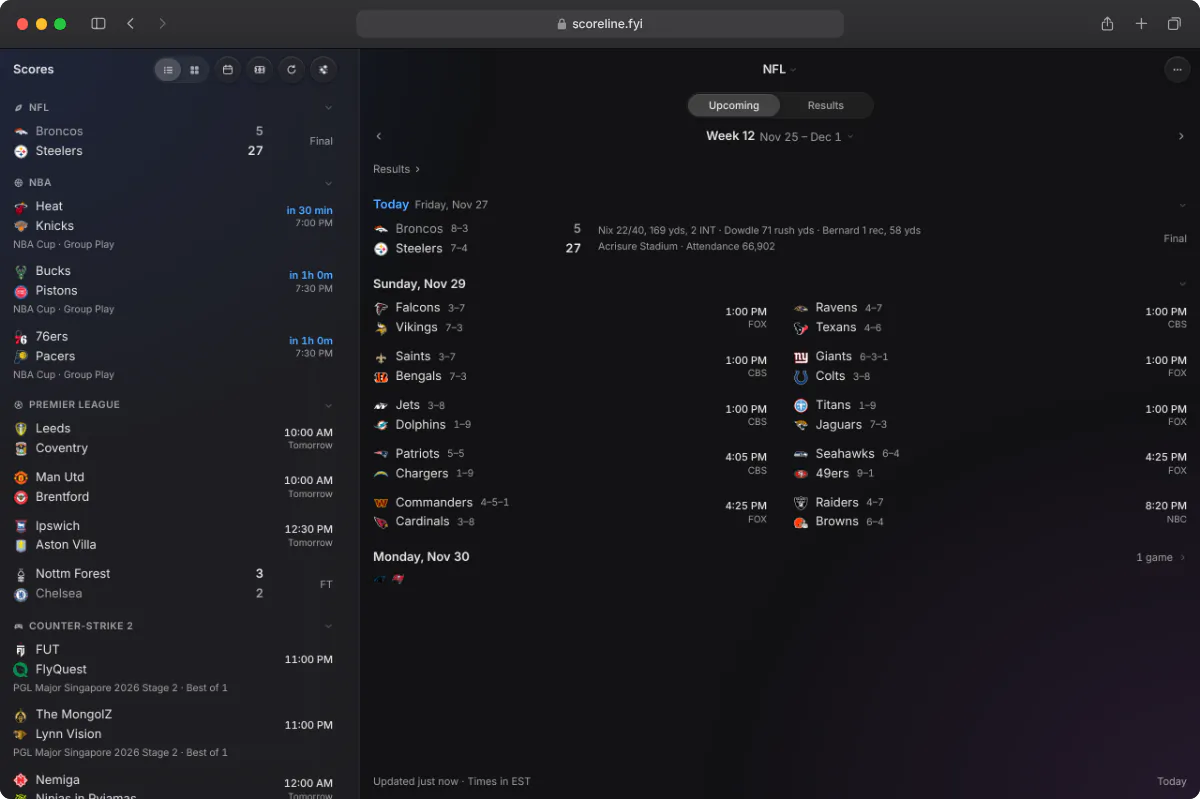 scoreline.fyi
Scores
NFL
Broncos 5
Steelers 27
Final
NBA
Heat
Knicks
in 30 min
7:00 PM
NBA Cup · Group Play
Bucks
Pistons
in 1h 0m
7:30 PM
NBA Cup · Group Play
76ers
Pacers
in 1h 0m
7:30 PM
NBA Cup · Group Play
PREMIER LEAGUE
Leeds
Coventry
10:00 AM
Tomorrow
Man Utd
Brentford
10:00 AM
Tomorrow
Ipswich
Aston Villa
12:30 PM
Tomorrow
Nottm Forest 3
Chelsea 2
FT
COUNTER-STRIKE 2
FUT
FlyQuest
11:00 PM
PGL Major Singapore 2026 Stage 2 · Best of 1
The MongolZ
Lynn Vision
11:00 PM
PGL Major Singapore 2026 Stage 2 · Best of 1
Nemiga
Ninjas in Pyjamas
12:00 AM
Tomorrow
NFL
Upcoming Results
Week 12 Nov 25 – Dec 1
Results
Today Friday, Nov 27
Broncos 8–3 5
Steelers 7–4 27
Nix 22/40, 169 yds, 2 INT · Dowdle 71 rush yds · Bernard 1 rec, 58 yds
Acrisure Stadium · Attendance 66,902
Final
Sunday, Nov 29
Falcons 3–7
Vikings 7–3
1:00 PM
FOX
Ravens 4–7
Texans 4–6
1:00 PM
CBS
Saints 3–7
Bengals 7–3
1:00 PM
CBS
Giants 6–3–1
Colts 3–8
1:00 PM
FOX
Jets 3–8
Dolphins 1–9
1:00 PM
CBS
Titans 1–9
Jaguars 7–3
1:00 PM
FOX
Patriots 5–5
Chargers 1–9
4:05 PM
CBS
Seahawks 6–4
49ers 9–1
4:25 PM
FOX
Commanders 4–5–1
Cardinals 3–8
4:25 PM
FOX
Raiders 4–7
Browns 6–4
8:20 PM
NBC
Monday, Nov 30
1 game
Updated just now · Times in EST
Today